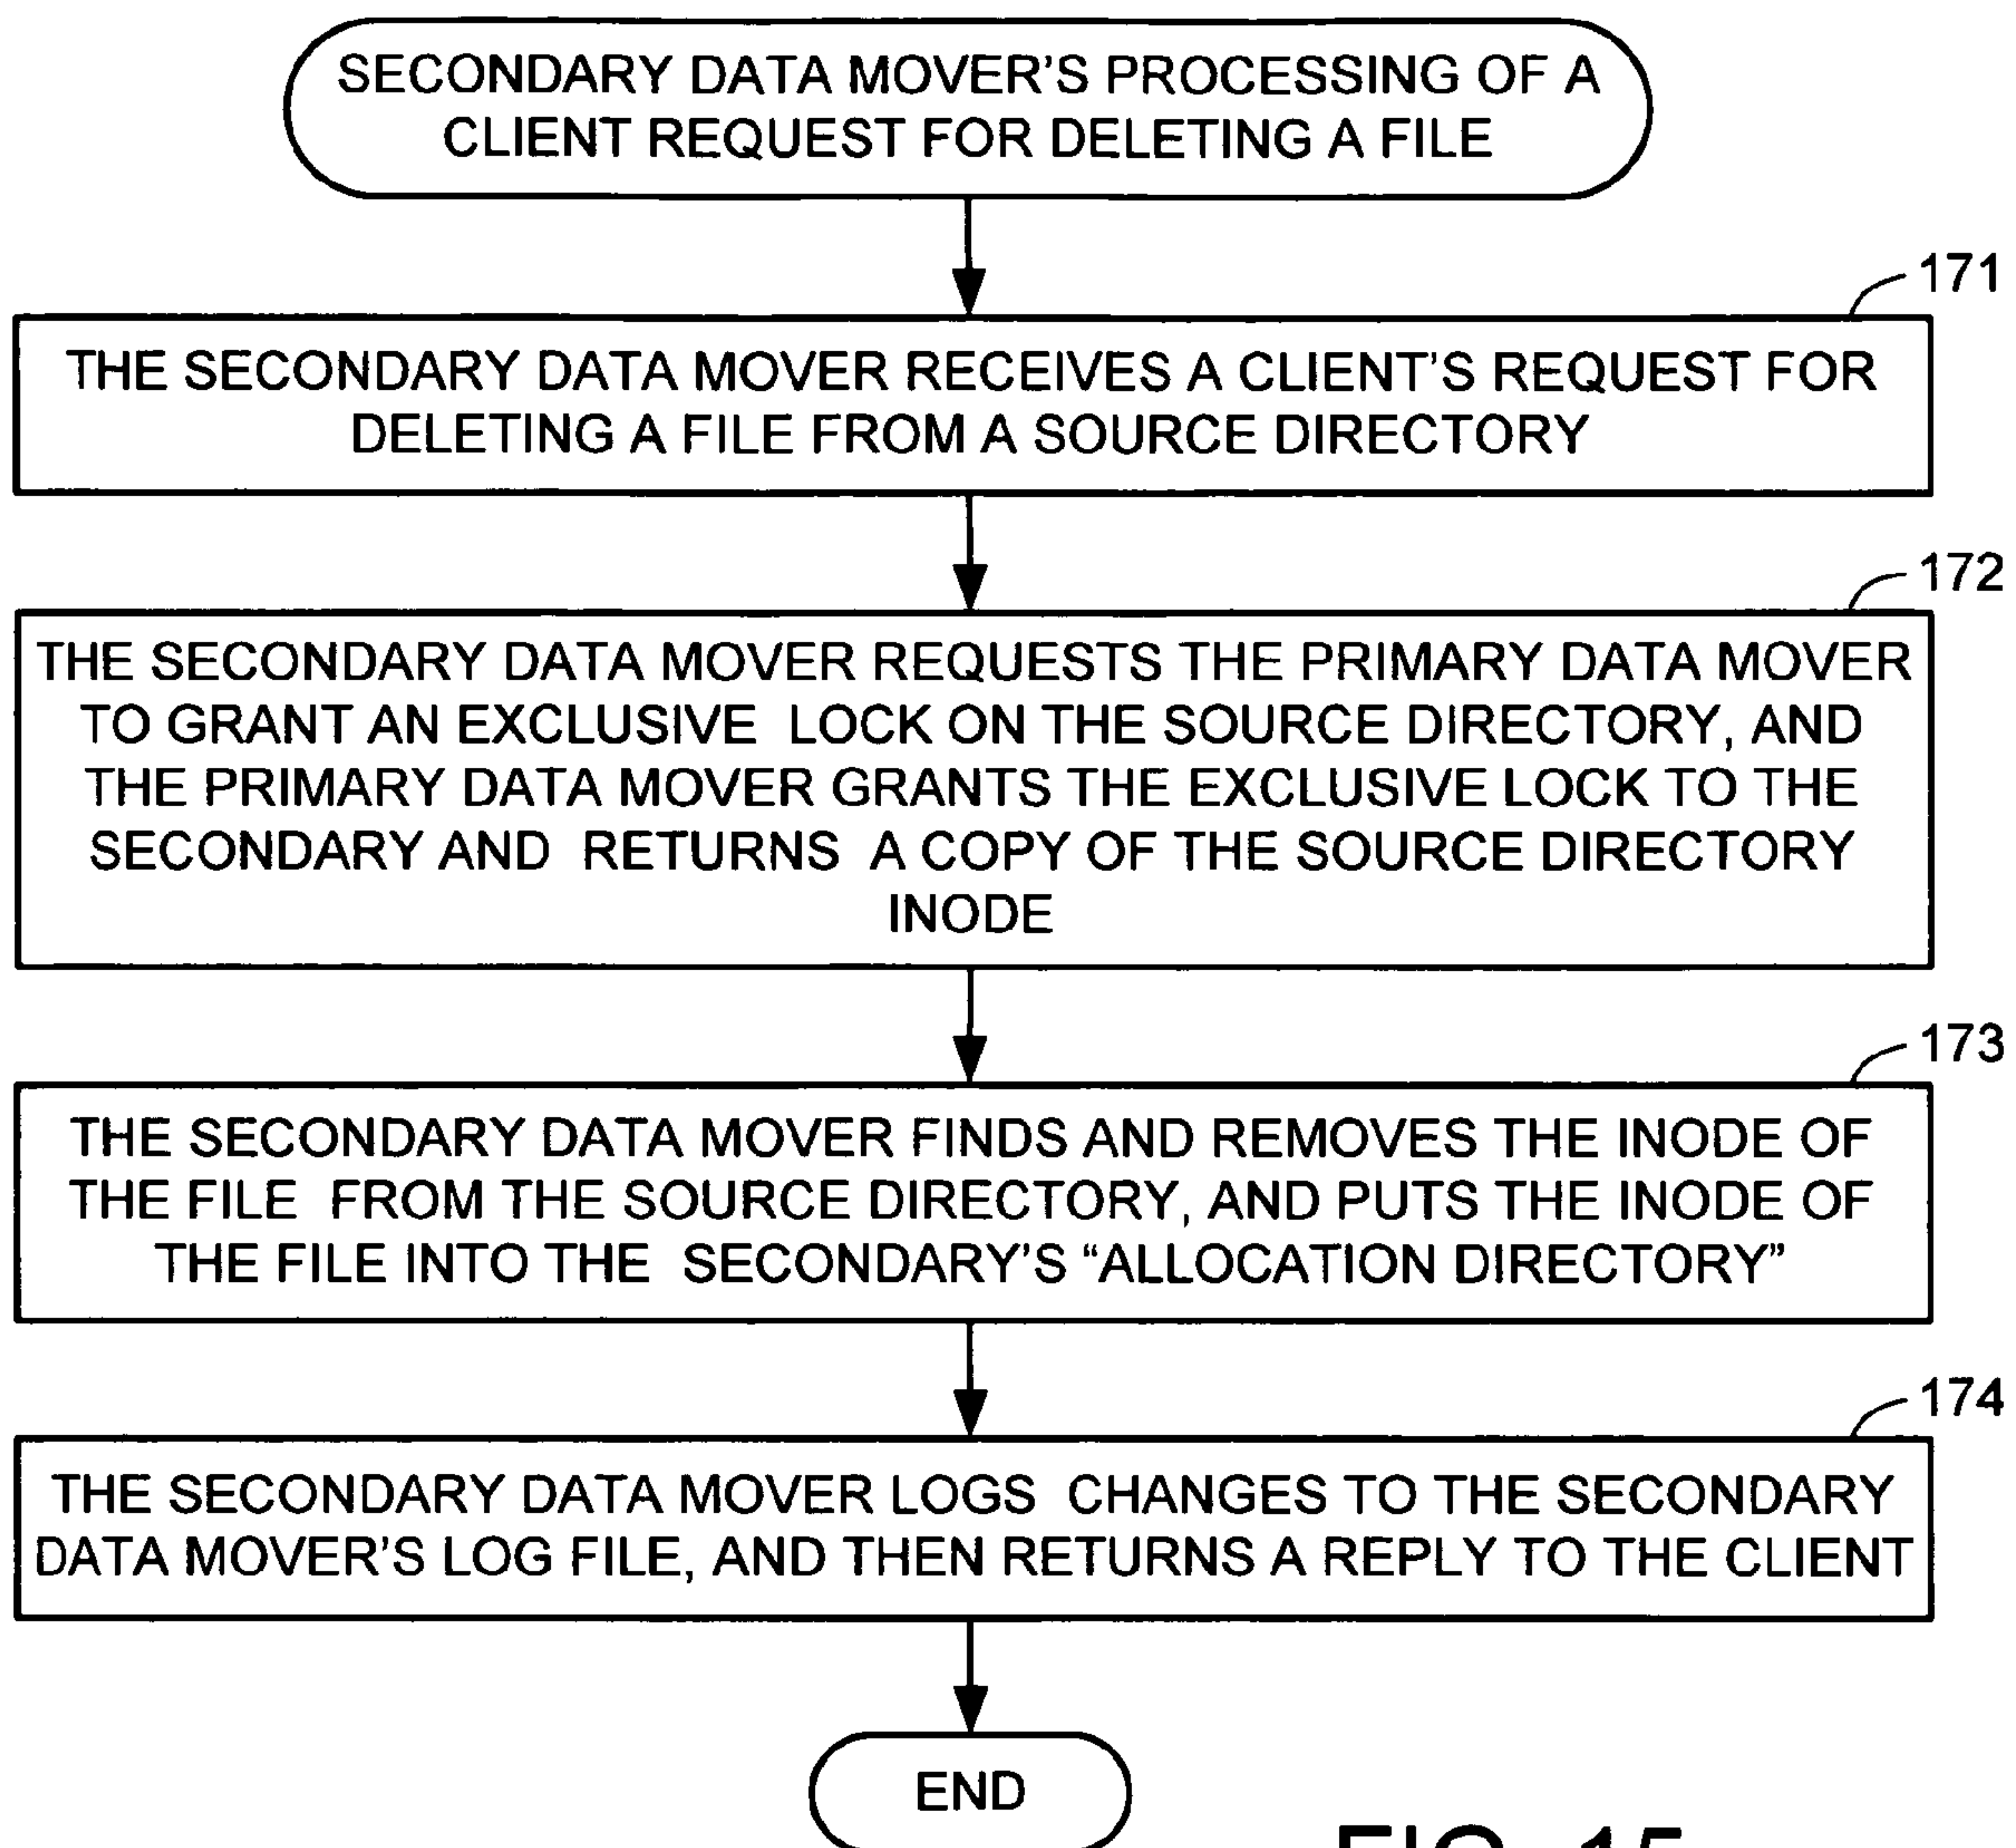 SECONDARY DATA MOVER’S PROCESSING OF A
CLIENT REQUEST FOR DELETING A FILE
171
THE SECONDARY DATA MOVER RECEIVES A CLIENT’S REQUEST FOR
DELETING A FILE FROM A SOURCE DIRECTORY
172
THE SECONDARY DATA MOVER REQUESTS THE PRIMARY DATA MOVER
TO GRANT AN EXCLUSIVE LOCK ON THE SOURCE DIRECTORY, AND
THE PRIMARY DATA MOVER GRANTS THE EXCLUSIVE LOCK TO THE
SECONDARY AND RETURNS A COPY OF THE SOURCE DIRECTORY
INODE
173
THE SECONDARY DATA MOVER FINDS AND REMOVES THE INODE OF
THE FILE FROM THE SOURCE DIRECTORY, AND PUTS THE INODE OF
THE FILE INTO THE SECONDARY’S “ALLOCATION DIRECTORY”
174
THE SECONDARY DATA MOVER LOGS CHANGES TO THE SECONDARY
DATA MOVER’S LOG FILE, AND THEN RETURNS A REPLY TO THE CLIENT
END
FIG. 15